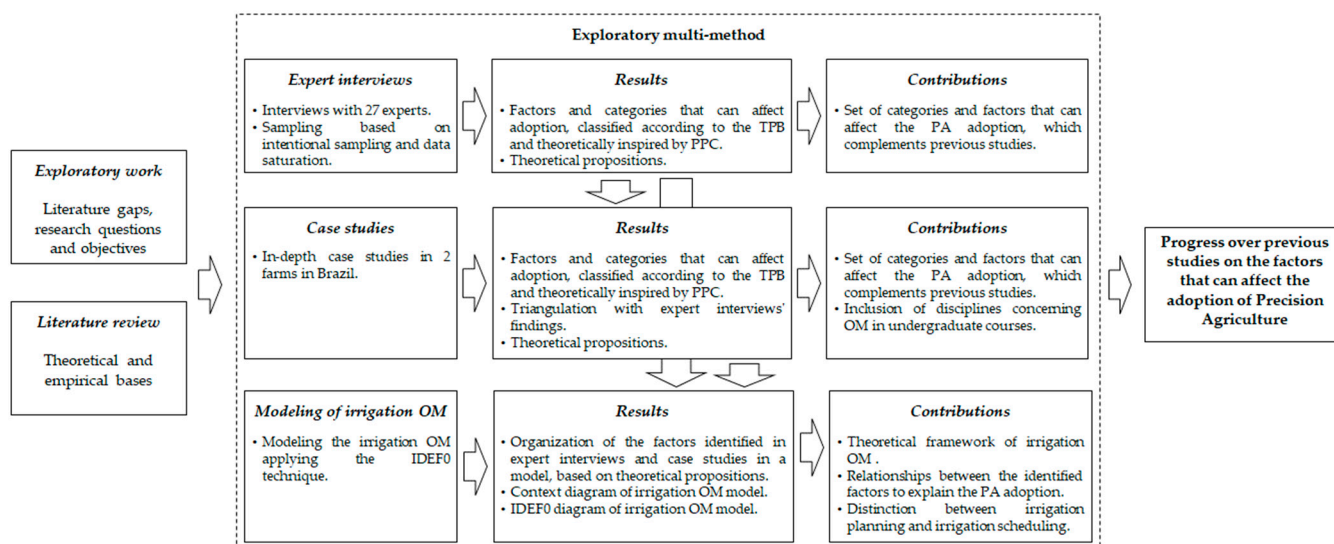 Exploratory multi-method
Exploratory work
Literature gaps,
research questions
and objectives
Literature review
Theoretical and
empirical bases
Expert interviews
• Interviews with 27 experts.
• Sampling based on
intentional sampling and data
saturation.
Results
• Factors and categories that can affect
adoption, classified according to the TPB
and theoretically inspired by PPC.
• Theoretical propositions.
Contributions
• Set of categories and factors that can
affect the PA adoption, which
complements previous studies.
Case studies
• In-depth case studies in 2
farms in Brazil.
Results
• Factors and categories that can affect
adoption, classified according to the TPB
and theoretically inspired by PPC.
• Triangulation with expert interviews'
findings.
• Theoretical propositions.
Contributions
• Set of categories and factors that can
affect the PA adoption, which
complements previous studies.
• Inclusion of disciplines concerning
OM in undergraduate courses.
Modeling of irrigation OM
• Modeling the irrigation OM
applying the IDEF0
technique.
Results
• Organization of the factors identified in
expert interviews and case studies in a
model, based on theoretical propositions.
• Context diagram of irrigation OM model.
• IDEF0 diagram of irrigation OM model.
Contributions
• Theoretical framework of irrigation
OM .
• Relationships between the identified
factors to explain the PA adoption.
• Distinction between irrigation
planning and irrigation scheduling.
Progress over previous
studies on the factors
that can affect the
adoption of Precision
Agriculture